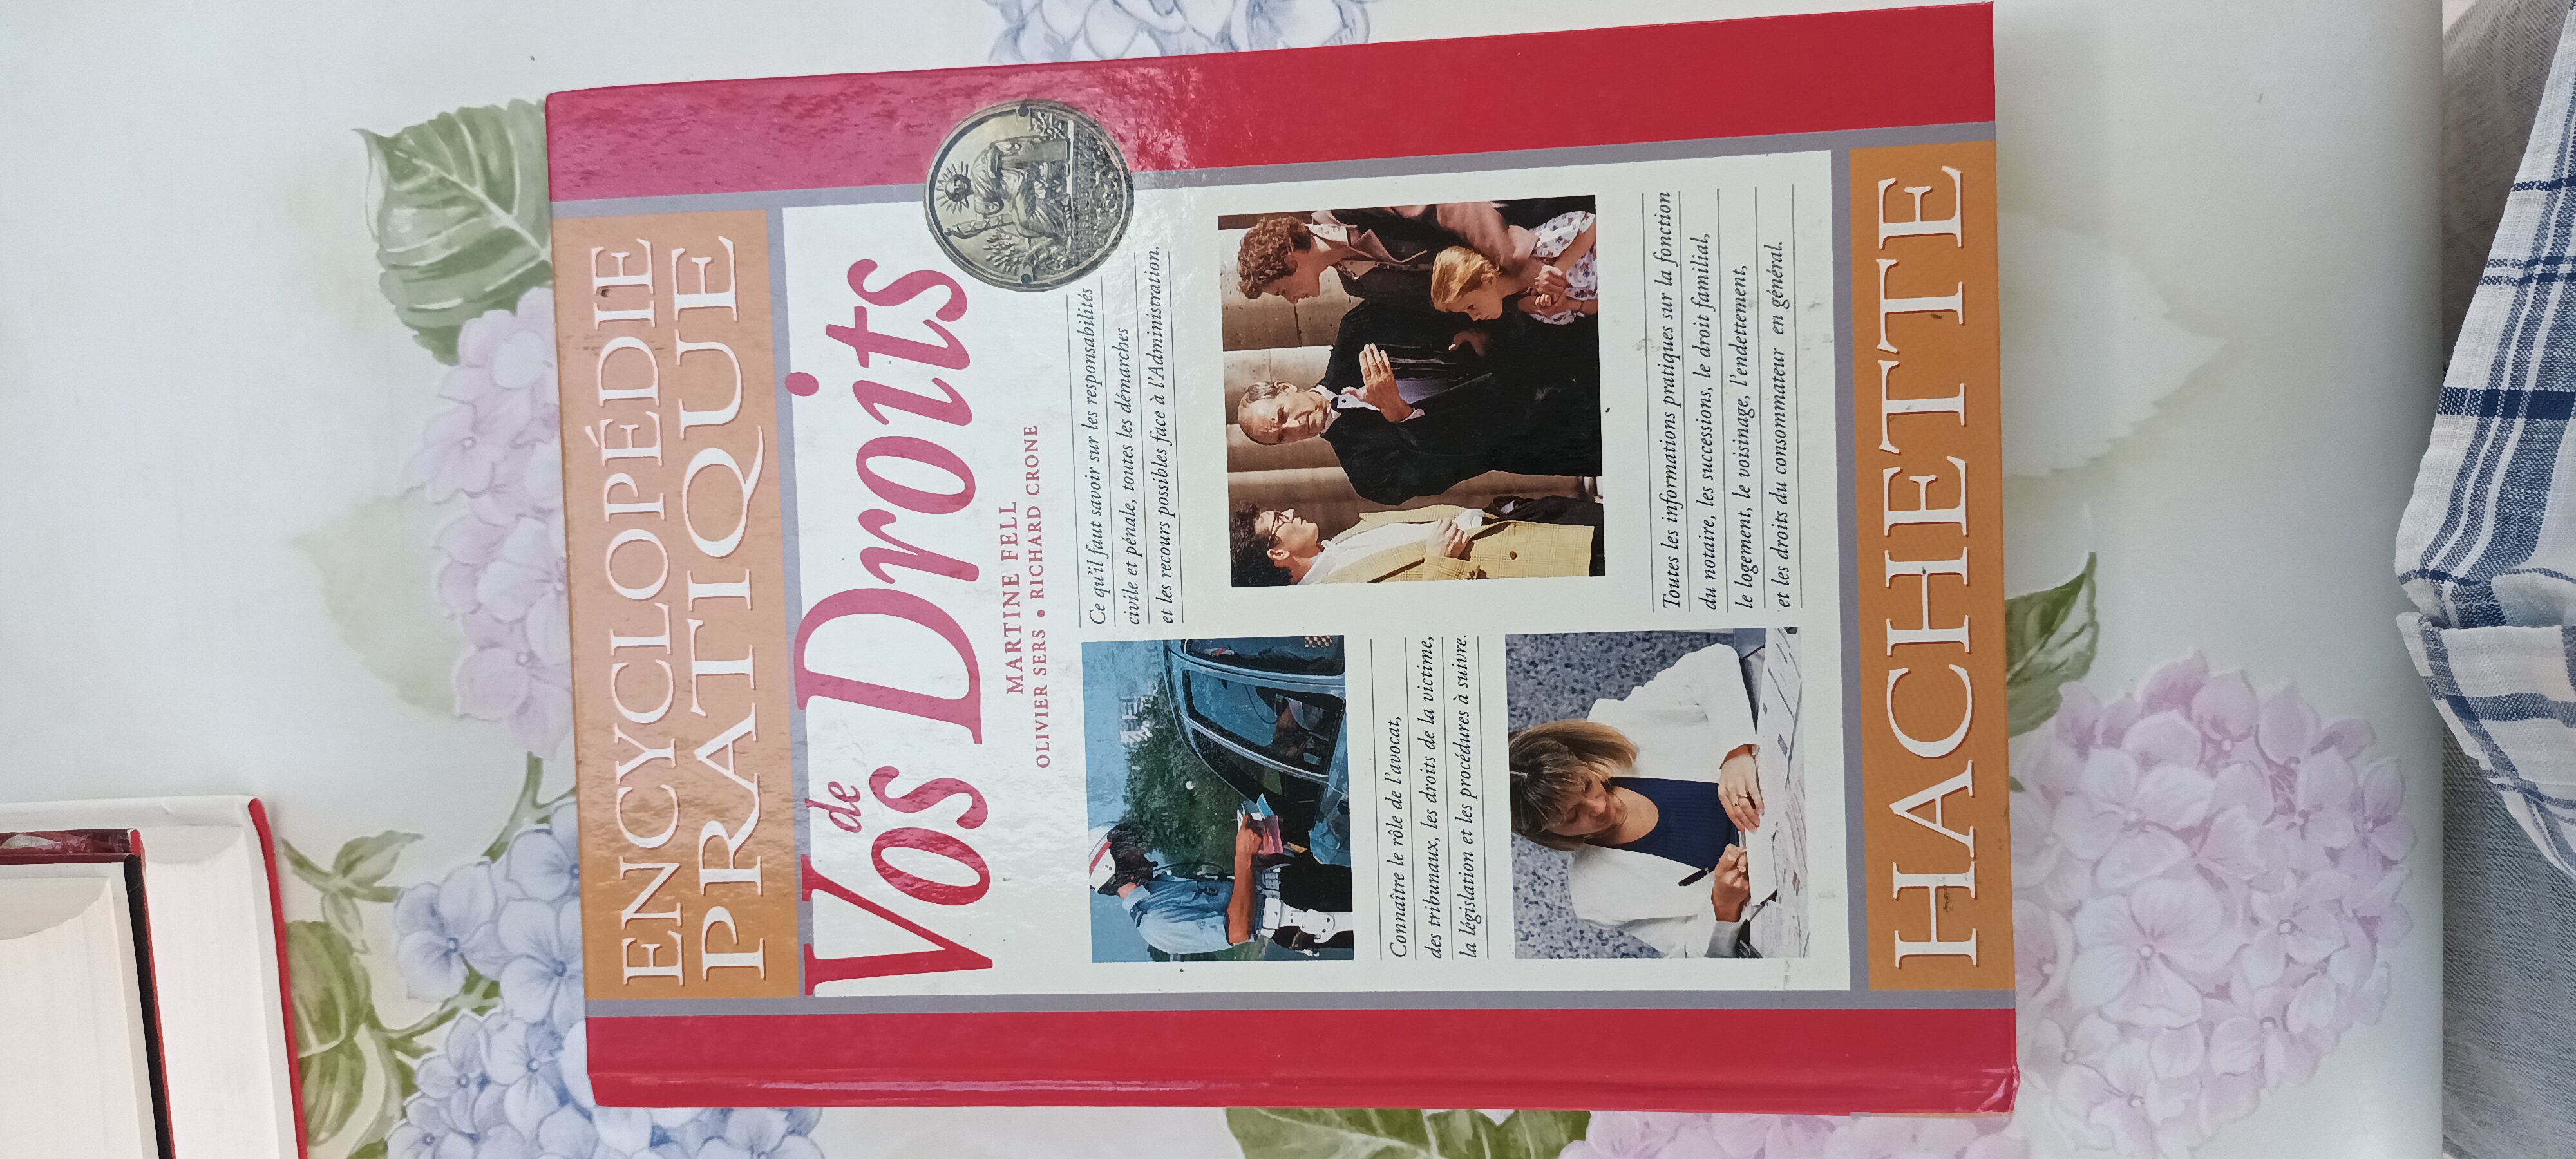 ENCYCLOPÉDIE
PRATIQUE
de
Vos Droits
MARTINE FELL
OLIVIER SERS • RICHARD CRONE
Ce qu'il faut savoir sur les responsabilités
civile et pénale, toutes les démarches
et les recours possibles face à l'Administration.
Connaître le rôle de l'avocat,
des tribunaux, les droits de la victime,
la législation et les procédures à suivre.
Toutes les informations pratiques sur la fonction
du notaire, les successions, le droit familial,
le logement, le voisinage, l'endettement,
et les droits du consommateur en général.
HACHETTE